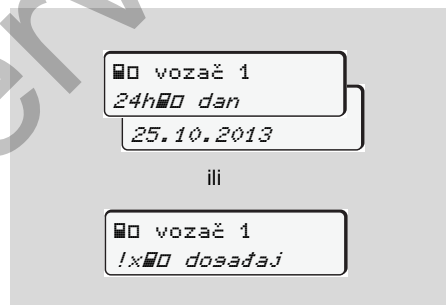 vozač 1
24h dan
25.10.2013
ili
vozač 1
!x događaj